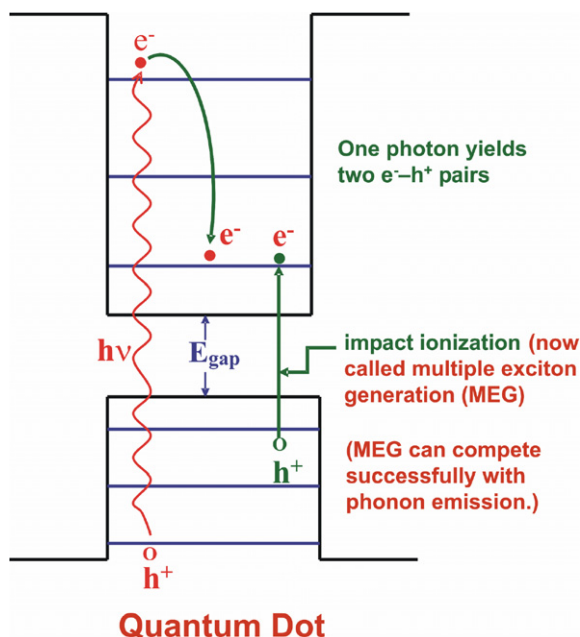 e⁻
One photon yields
two e⁻–h⁺ pairs
e⁻
e⁻
hν
E_gap
impact ionization (now
called multiple exciton
generation (MEG)
h⁺
(MEG can compete
successfully with
phonon emission.)
h⁺
Quantum Dot